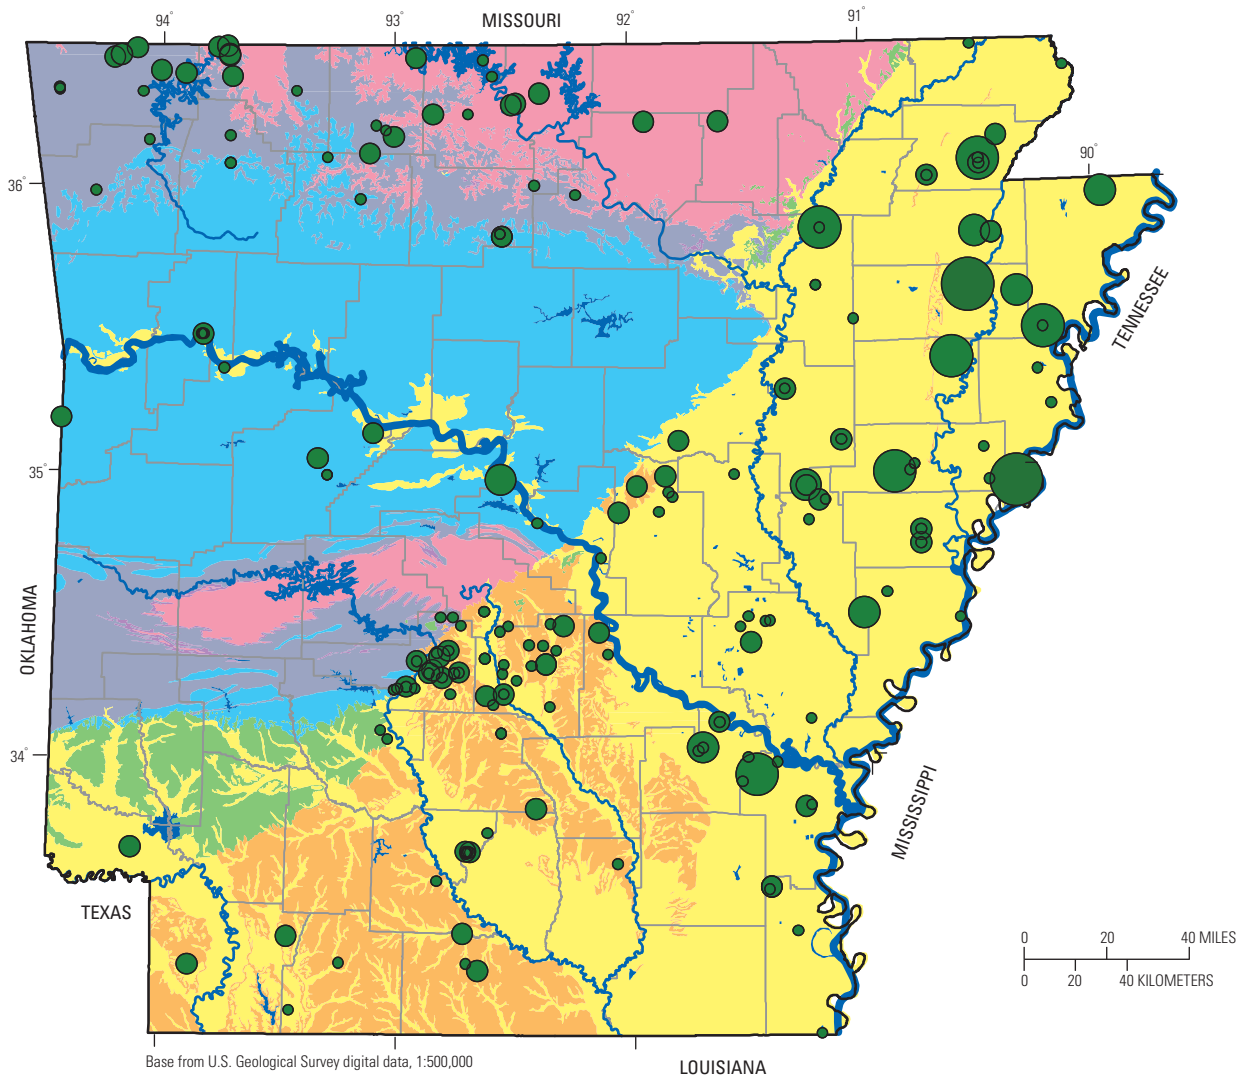 94°
93°
MISSOURI
92°
91°
90°
36°
35°
34°
OKLAHOMA
TENNESSEE
MISSISSIPPI
TEXAS
LOUISIANA
0 20 40 MILES
0 20 40 KILOMETERS
Base from U.S. Geological Survey digital data, 1:500,000